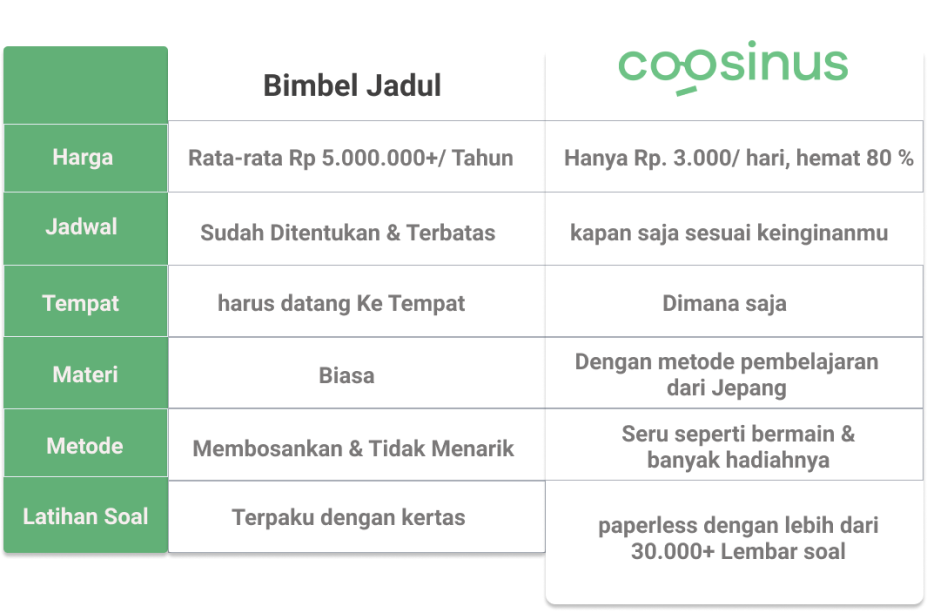 Bimbel Jadul
coosinus
Harga
Rata-rata Rp 5.000.000+/ Tahun
Hanya Rp. 3.000/ hari, hemat 80 %
Jadwal
Sudah Ditentukan & Terbatas
kapan saja sesuai keinginanmu
Tempat
harus datang Ke Tempat
Dimana saja
Materi
Biasa
Dengan metode pembelajaran
dari Jepang
Metode
Membosankan & Tidak Menarik
Seru seperti bermain &
banyak hadiahnya
Latihan Soal
Terpaku dengan kertas
paperless dengan lebih dari
30.000+ Lembar soal